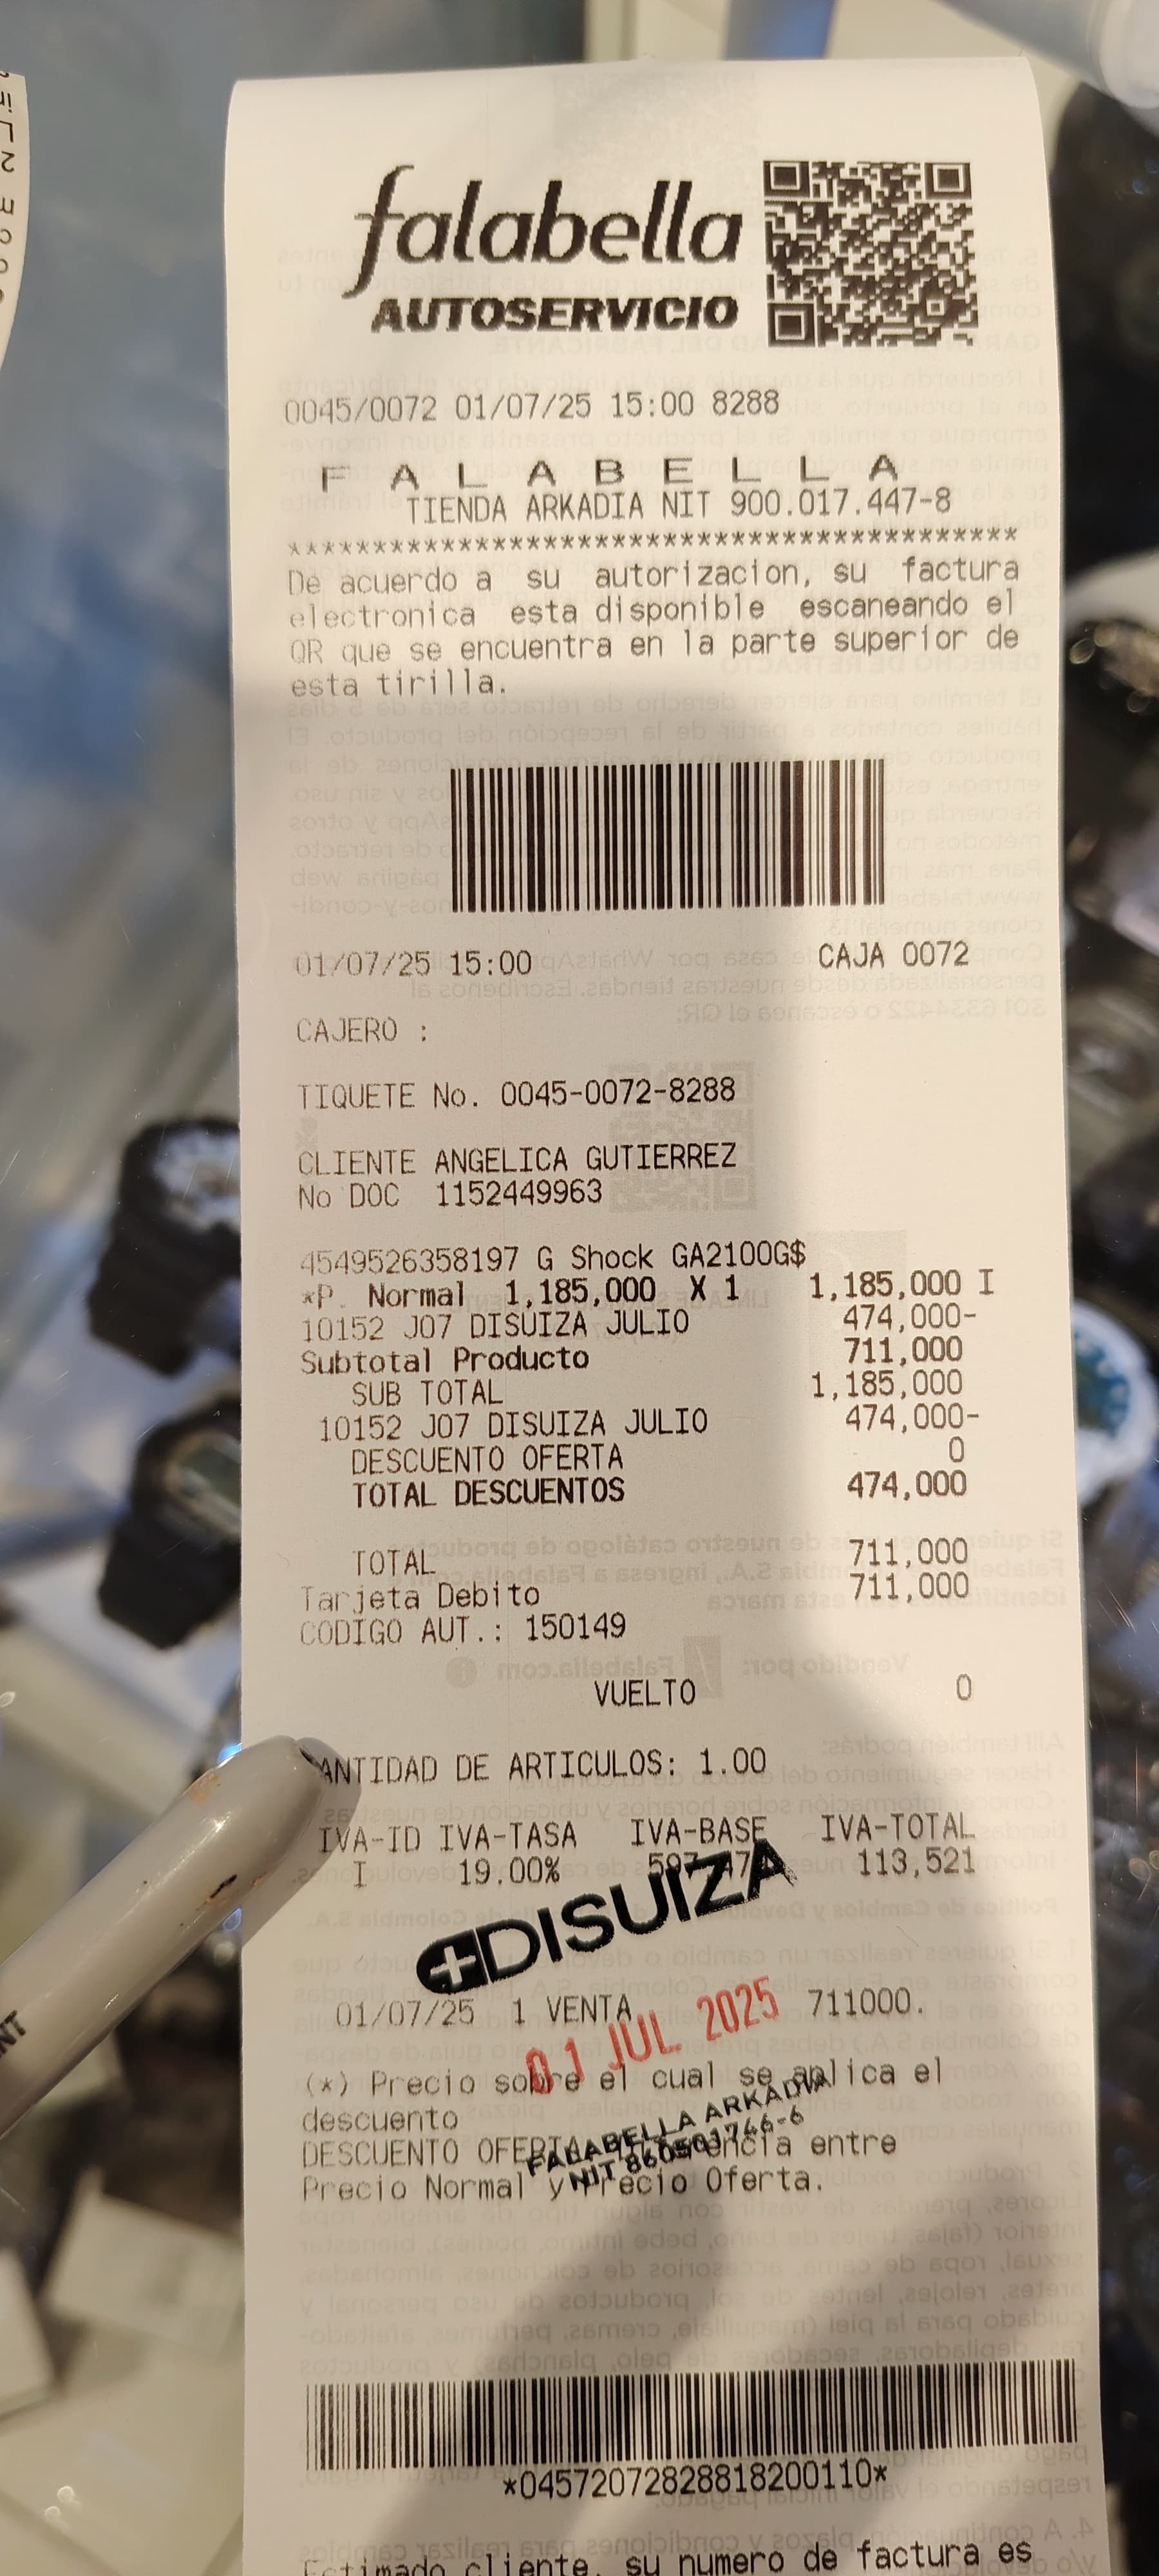 falabella
AUTOSERVICIO
0045/0072 01/07/25 15:00 8288
F A L A B E L L A
TIENDA ARKADIA NIT 900.017.447-8
*******************************************
De acuerdo a su autorizacion, su factura
electronica esta disponible escaneando el
QR que se encuentra en la parte superior de
esta tirilla.
01/07/25 15:00 CAJA 0072
CAJERO :
TIQUETE No. 0045-0072-8288
CLIENTE ANGELICA GUTIERREZ
No DOC 1152449963
4549526358197 G Shock GA2100G$
*P. Normal 1,185,000 X 1 1,185,000 I
10152 J07 DISUIZA JULIO 474,000-
Subtotal Producto 711,000
SUB TOTAL 1,185,000
10152 J07 DISUIZA JULIO 474,000-
DESCUENTO OFERTA 0
TOTAL DESCUENTOS 474,000
TOTAL 711,000
Tarjeta Debito 711,000
CODIGO AUT.: 150149
VUELTO 0
CANTIDAD DE ARTICULOS: 1.00
IVA-ID IVA-TASA IVA-BASE IVA-TOTAL
I 19.00% 113,521
DISUIZA
01/07/25 1 VENTA 711000.
01 JUL. 2025
(*) Precio sobre el cual se aplica el
descuento
FALABELLA ARKADIA
NIT 860501746-6
DESCUENTO OFERTA: Diferencia entre
Precio Normal y Precio Oferta.
*04572072828818200110*
Estimado cliente, su numero de factura es